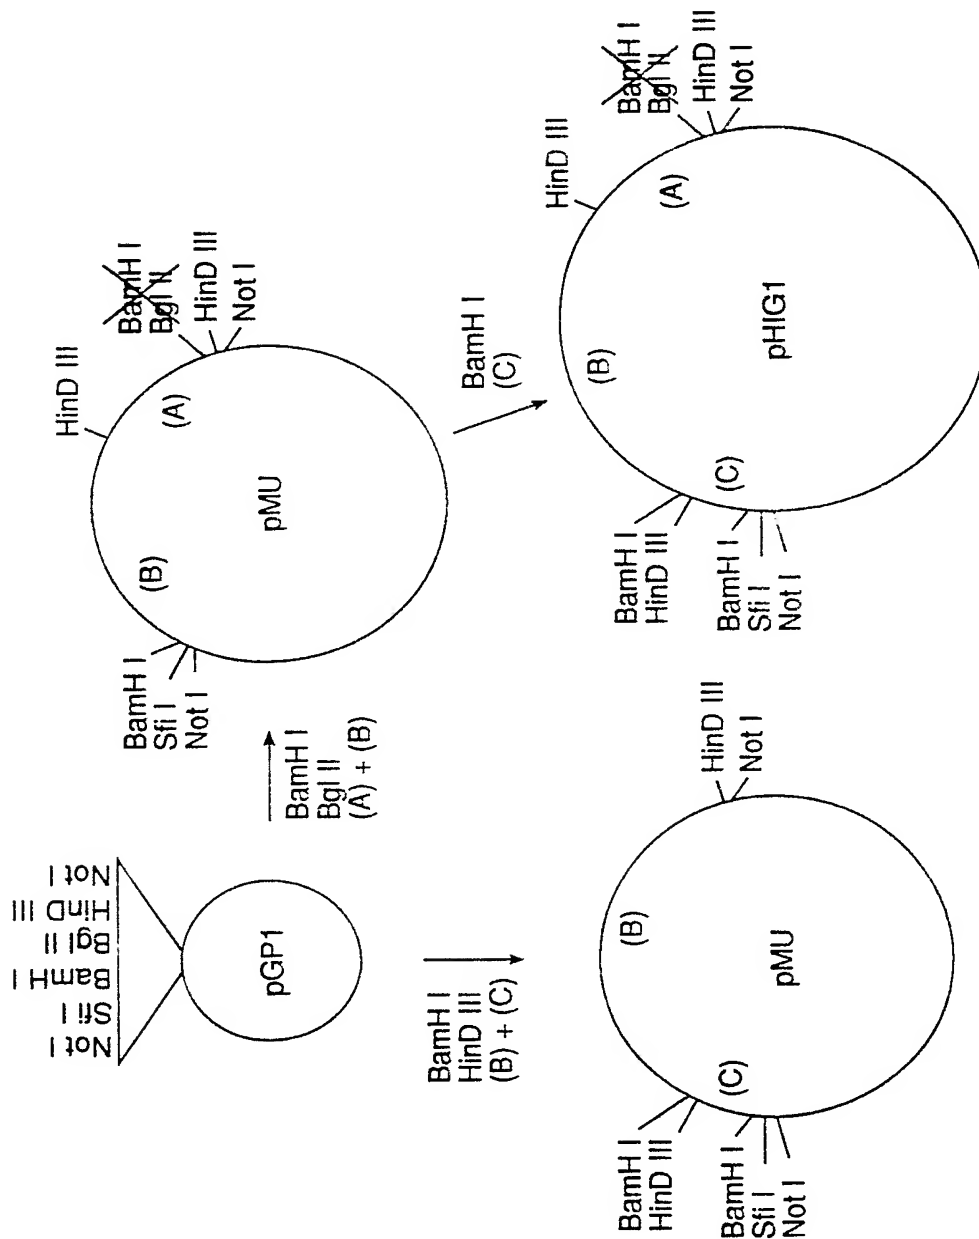 Not I
Sfi I
BamH I
Bgl II
HinD III
Not I
pGP1
BamH I
Bgl II
(A) + (B)
BamH I
Sfi I
Not I
(B)
HinD III
(A)
BamH I
Bgl II
HinD III
Not I
pMU
BamH I
HinD III
(B) + (C)
BamH I
(C)
BamH I
HinD III
(C)
BamH I
Sfi I
Not I
(B)
HinD III
Not I
pMU
BamH I
HinD III
(C)
BamH I
Sfi I
Not I
(B)
HinD III
(A)
BamH I
Bgl II
HinD III
Not I
pHIG1